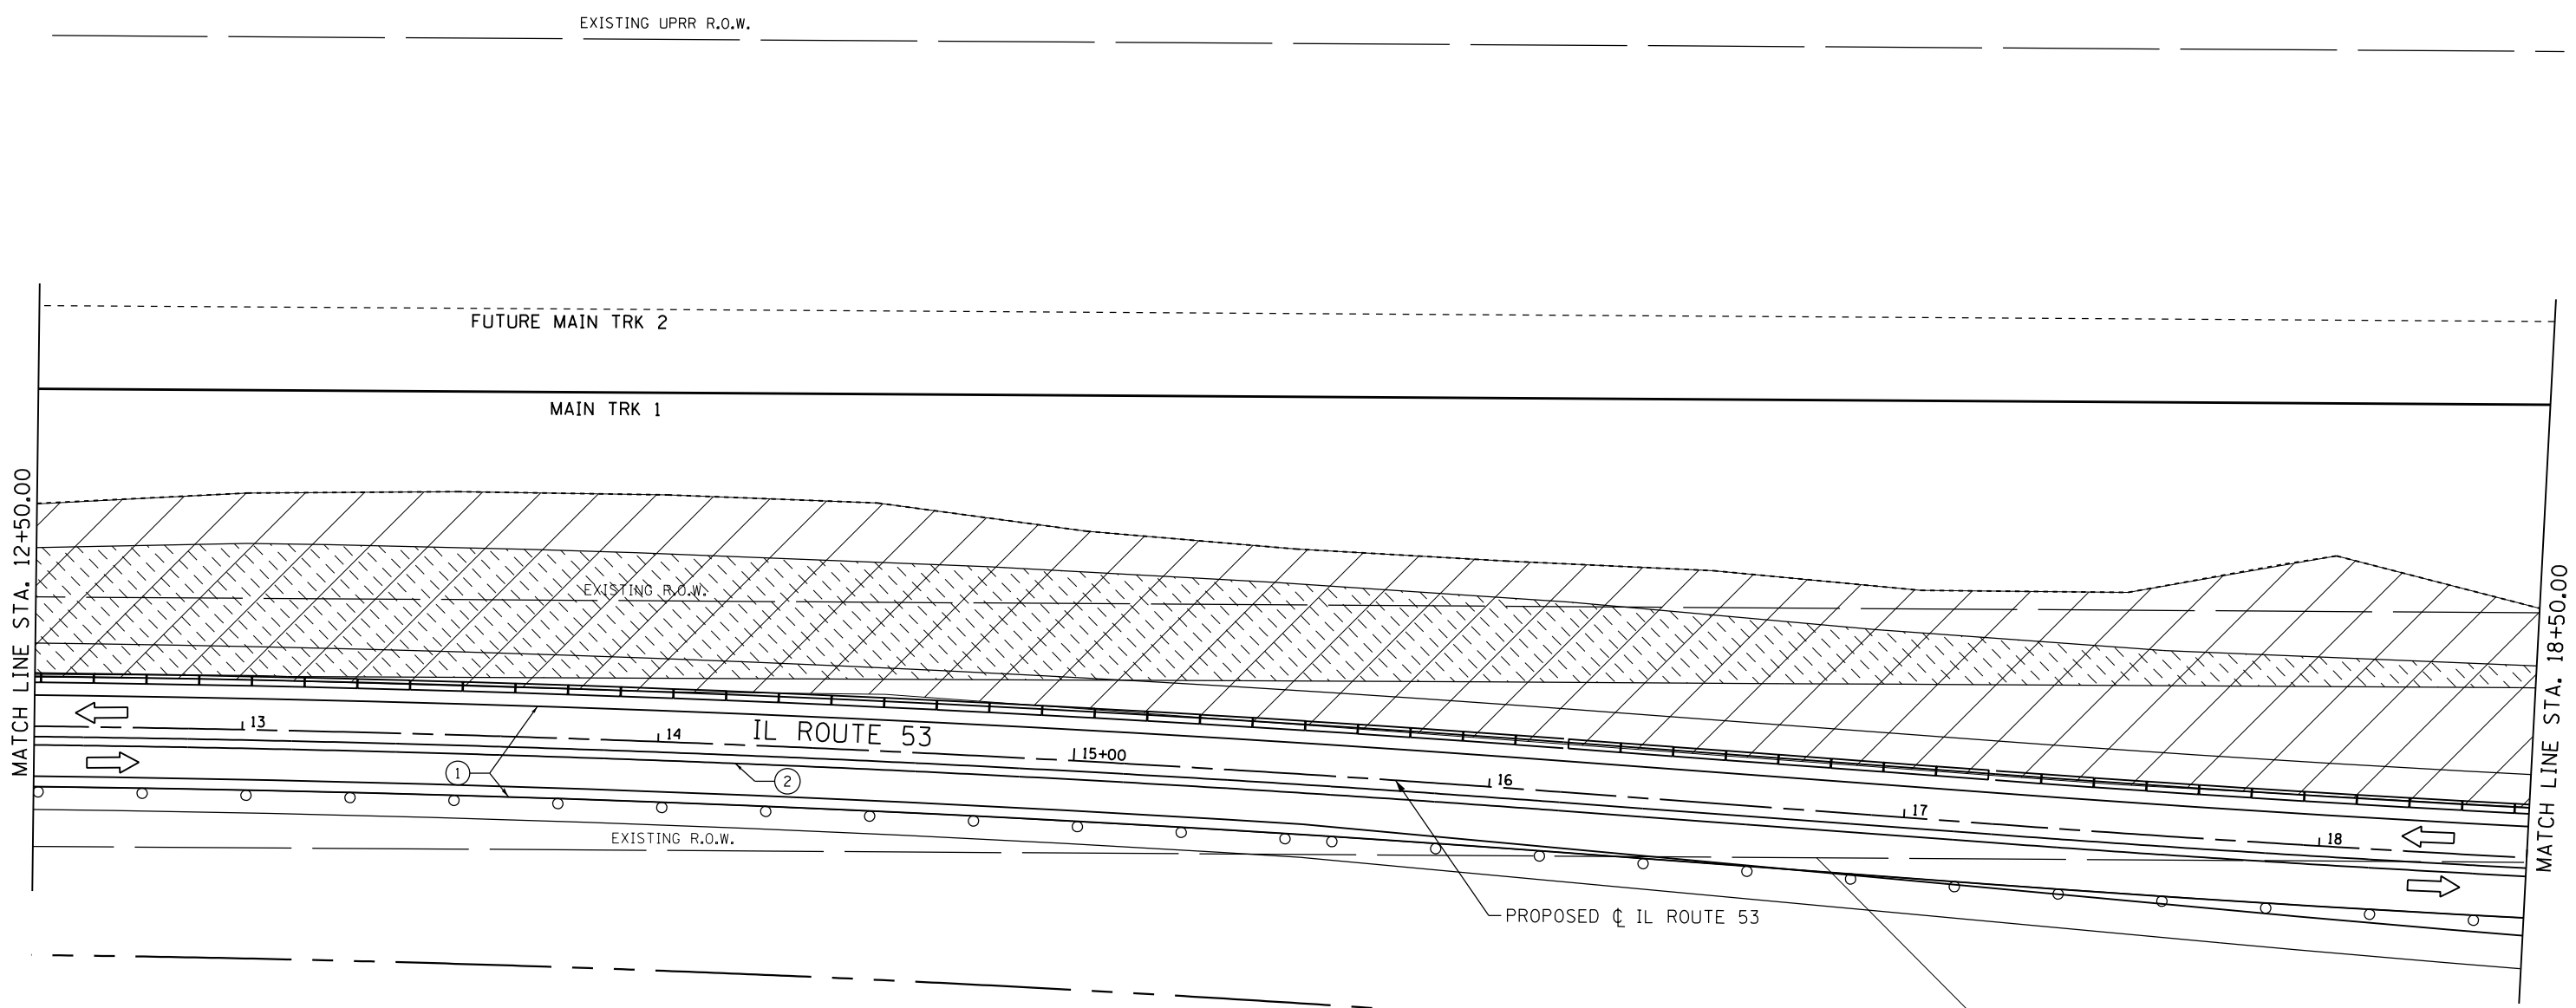 EXISTING UPRR R.O.W.
FUTURE MAIN TRK 2
MAIN TRK 1
MATCH LINE STA. 12+50.00
EXISTING R.O.W.
MATCH LINE STA. 18+50.00
13
14
IL ROUTE 53
15+00
16
17
18
1
2
EXISTING R.O.W.
PROPOSED ℄ IL ROUTE 53